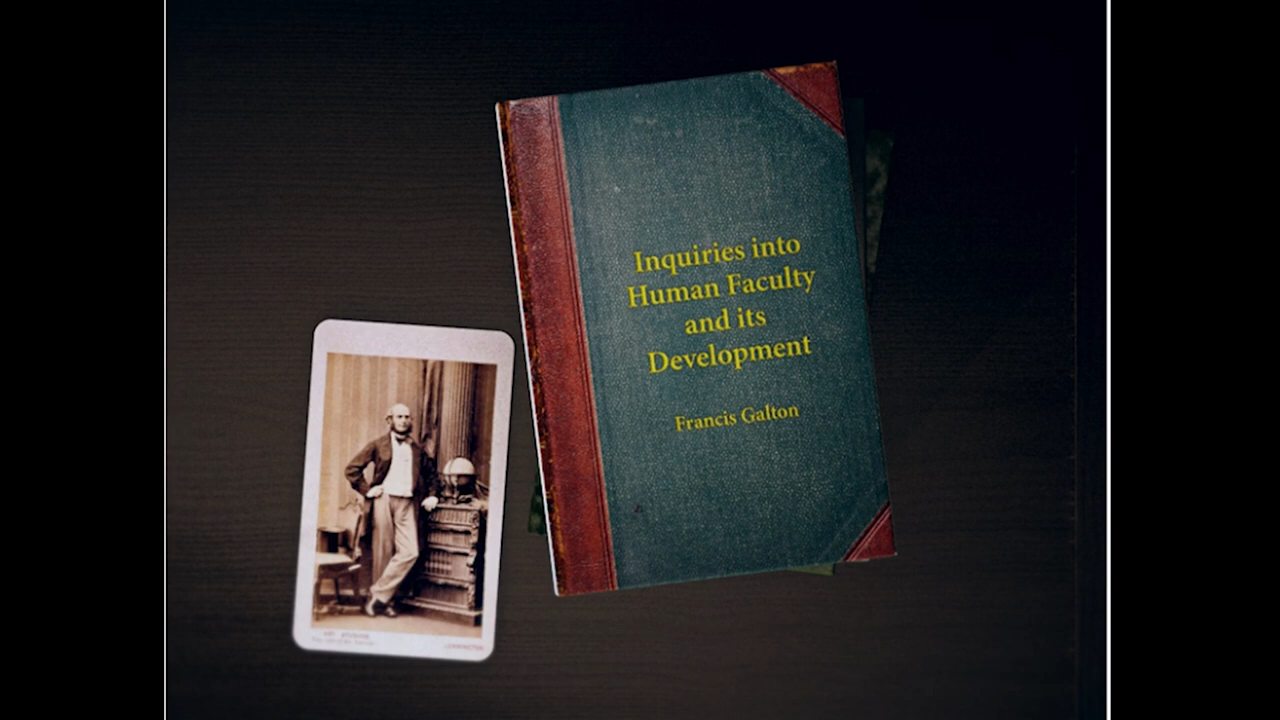 Inquiries into
Human Faculty
and its
Development
Francis Galton